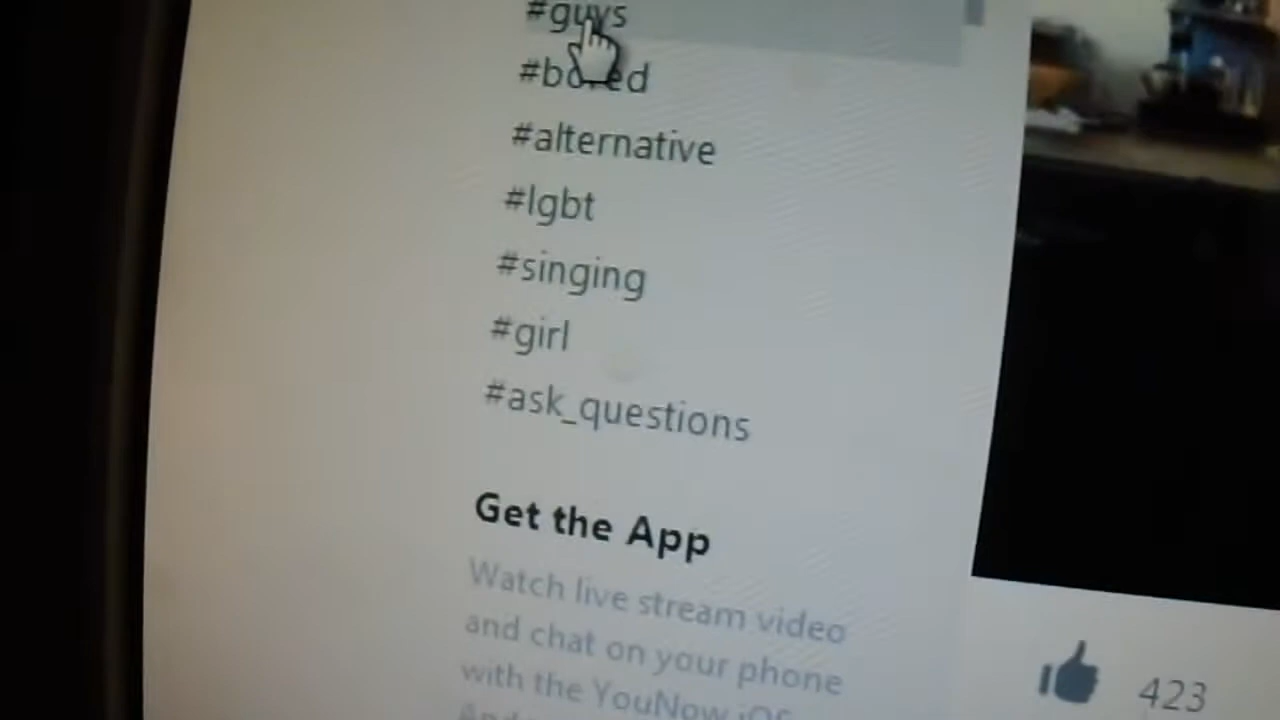 #guys
#bored
#alternative
#lgbt
#singing
#girl
#ask_questions
Get the App
Watch live stream video
and chat on your phone
with the YouNow iOS
423